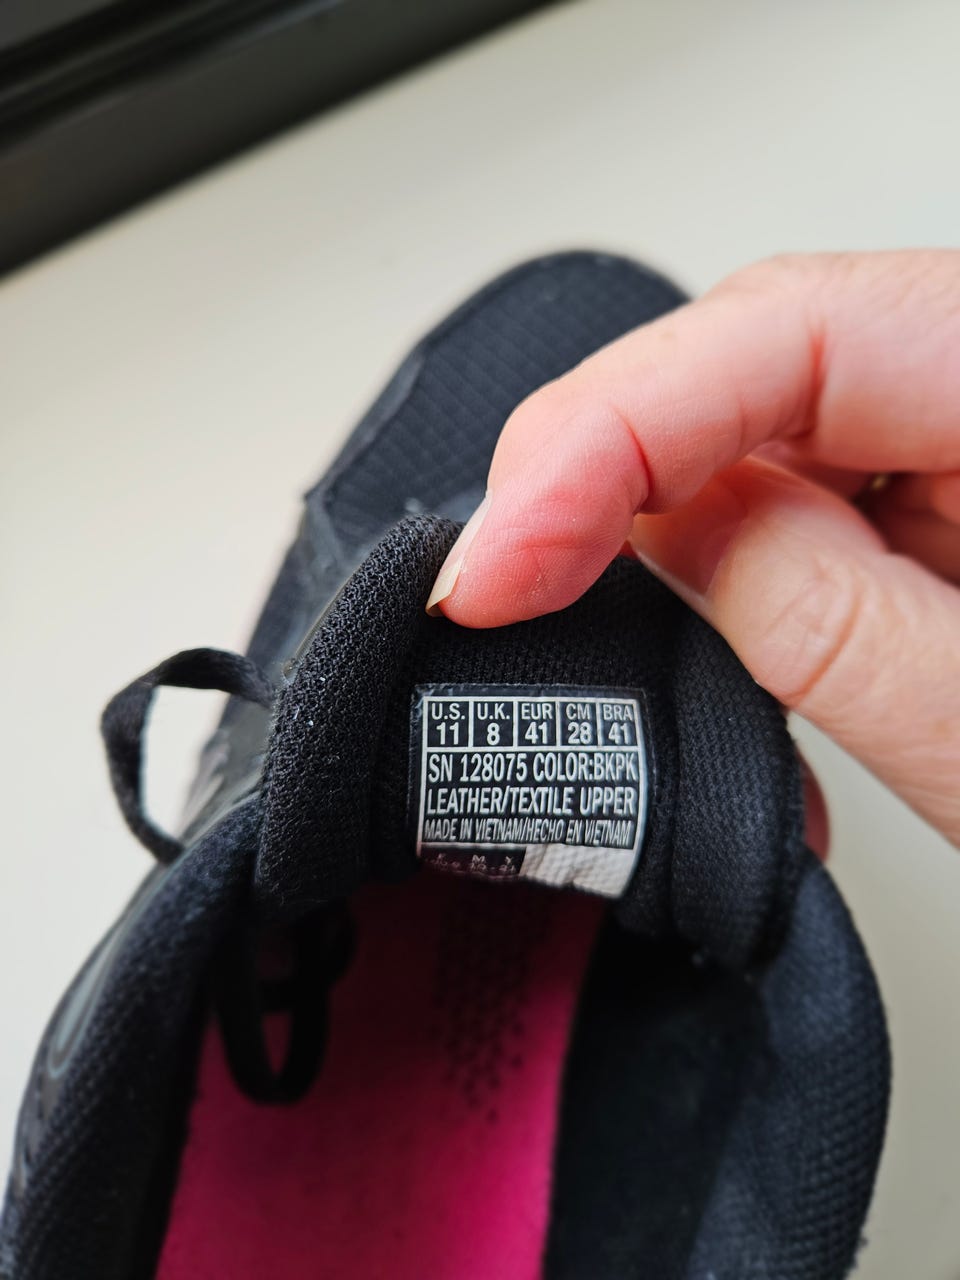 U.S. U.K. EUR CM BRA
11 8 41 28 41
SN 128075 COLOR:BKPK
LEATHER/TEXTILE UPPER
MADE IN VIETNAM/HECHO EN VIETNAM